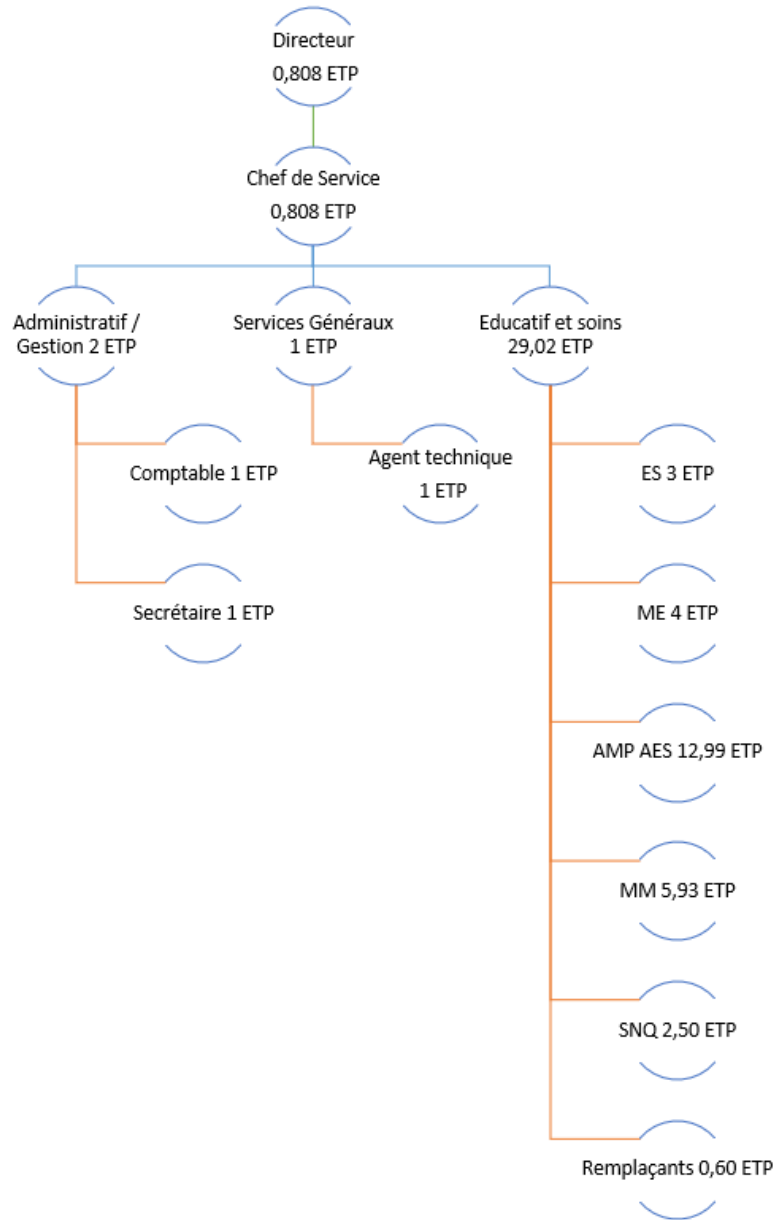 Directeur
0,808 ETP
Chef de Service
0,808 ETP
Administratif /
Gestion 2 ETP
Services Généraux
1 ETP
Educatif et soins
29,02 ETP
Comptable 1 ETP
Secrétaire 1 ETP
Agent technique
1 ETP
ES 3 ETP
ME 4 ETP
AMP AES 12,99 ETP
MM 5,93 ETP
SNQ 2,50 ETP
Remplaçants 0,60 ETP